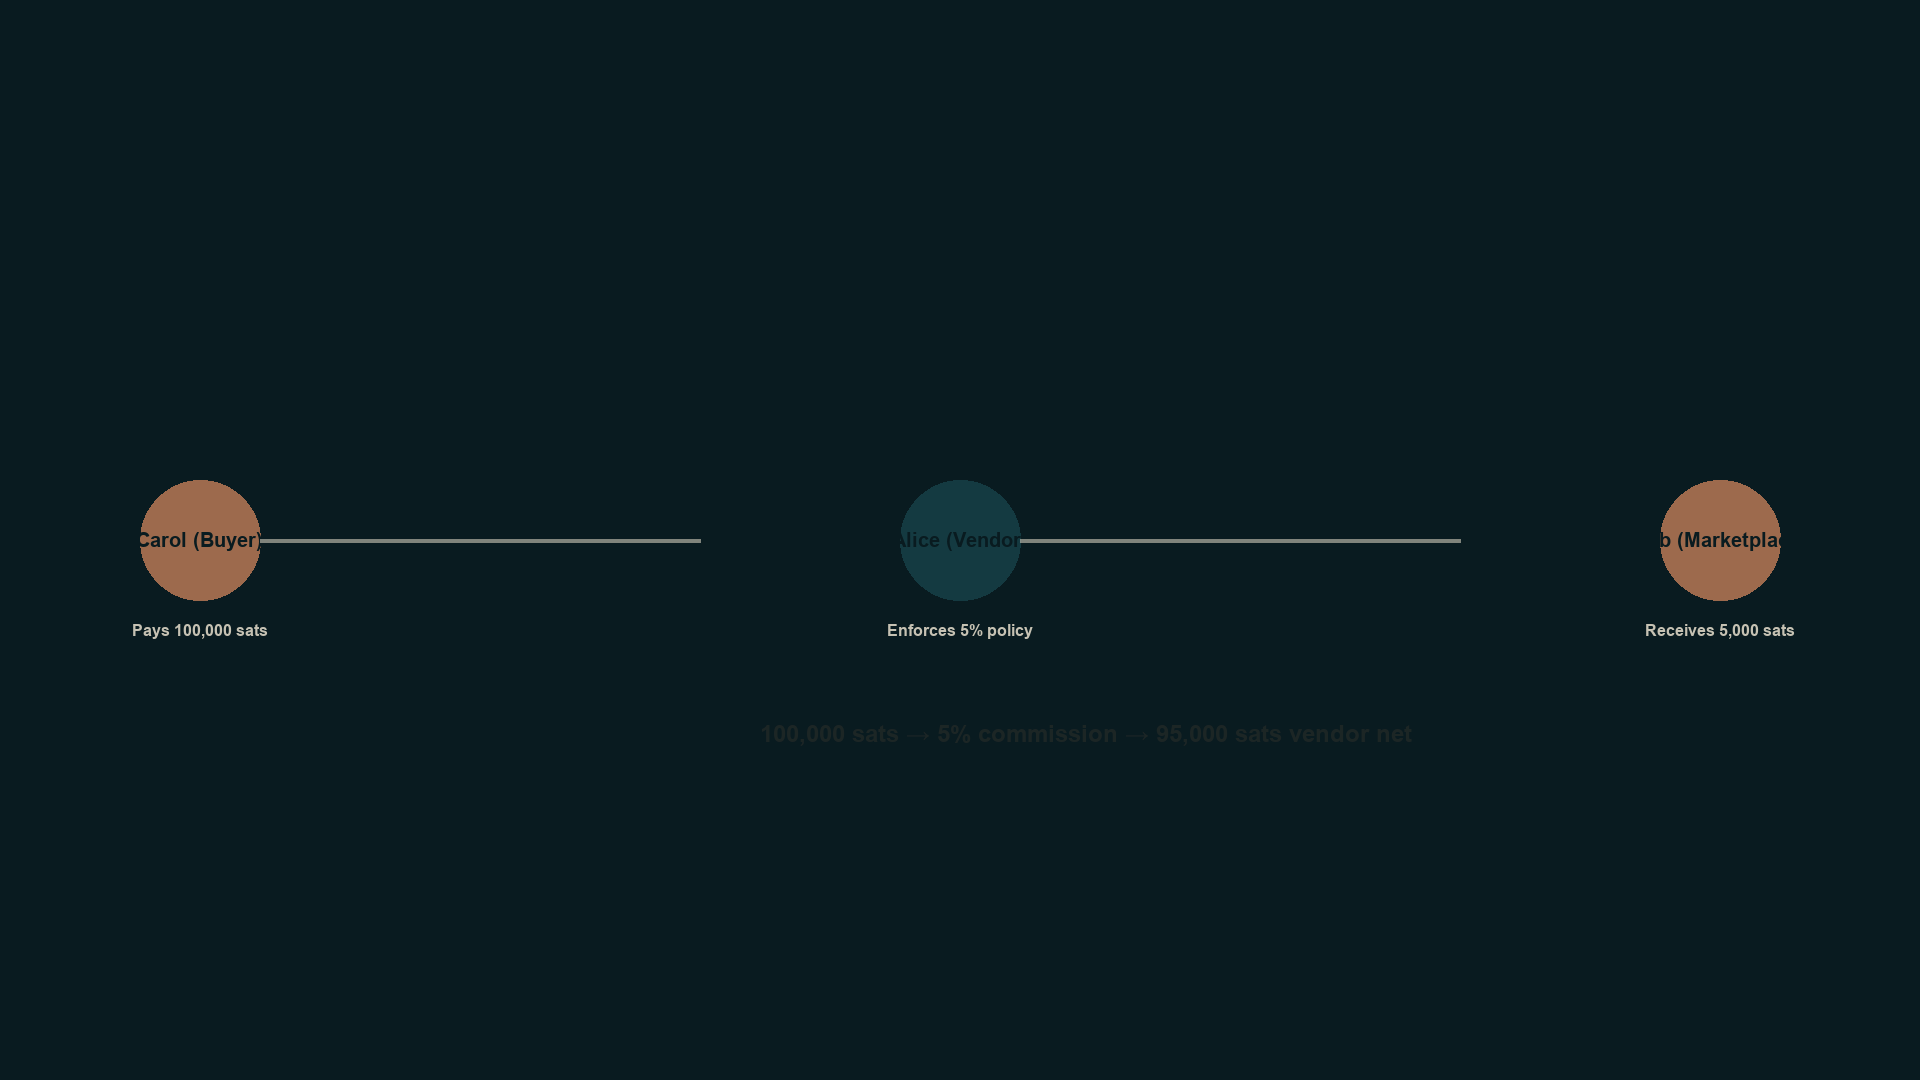 Carol (Buyer)
Alice (Vendor
b (Marketplac
Pays 100,000 sats
Enforces 5% policy
Receives 5,000 sats
100,000 sats → 5% commission → 95,000 sats vendor net